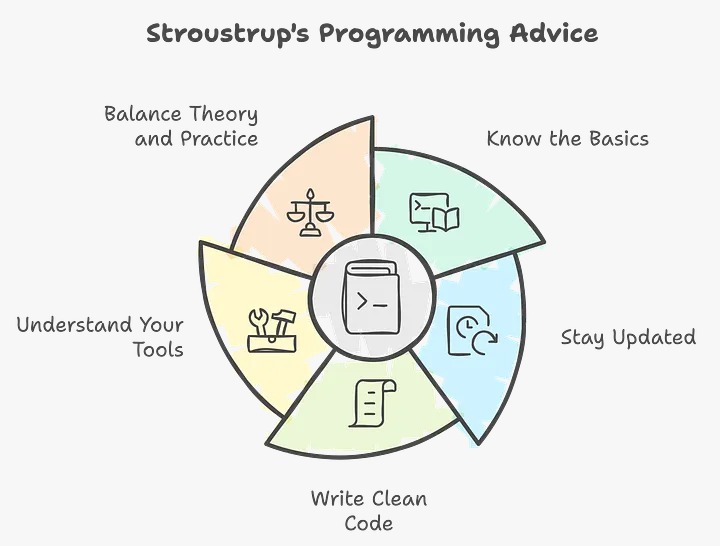 Stroustrup's Programming Advice
Balance Theory
and Practice
Know the Basics
Understand Your
Tools
Stay Updated
Write Clean
Code